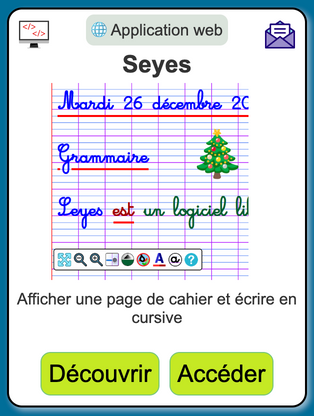 </>
</>
Application web
Seyes
Mardi 26 décembre 20
Grammaire
Seyes est un logiciel li
A
a
?
Afficher une page de cahier et écrire en
cursive
Découvrir
Accéder